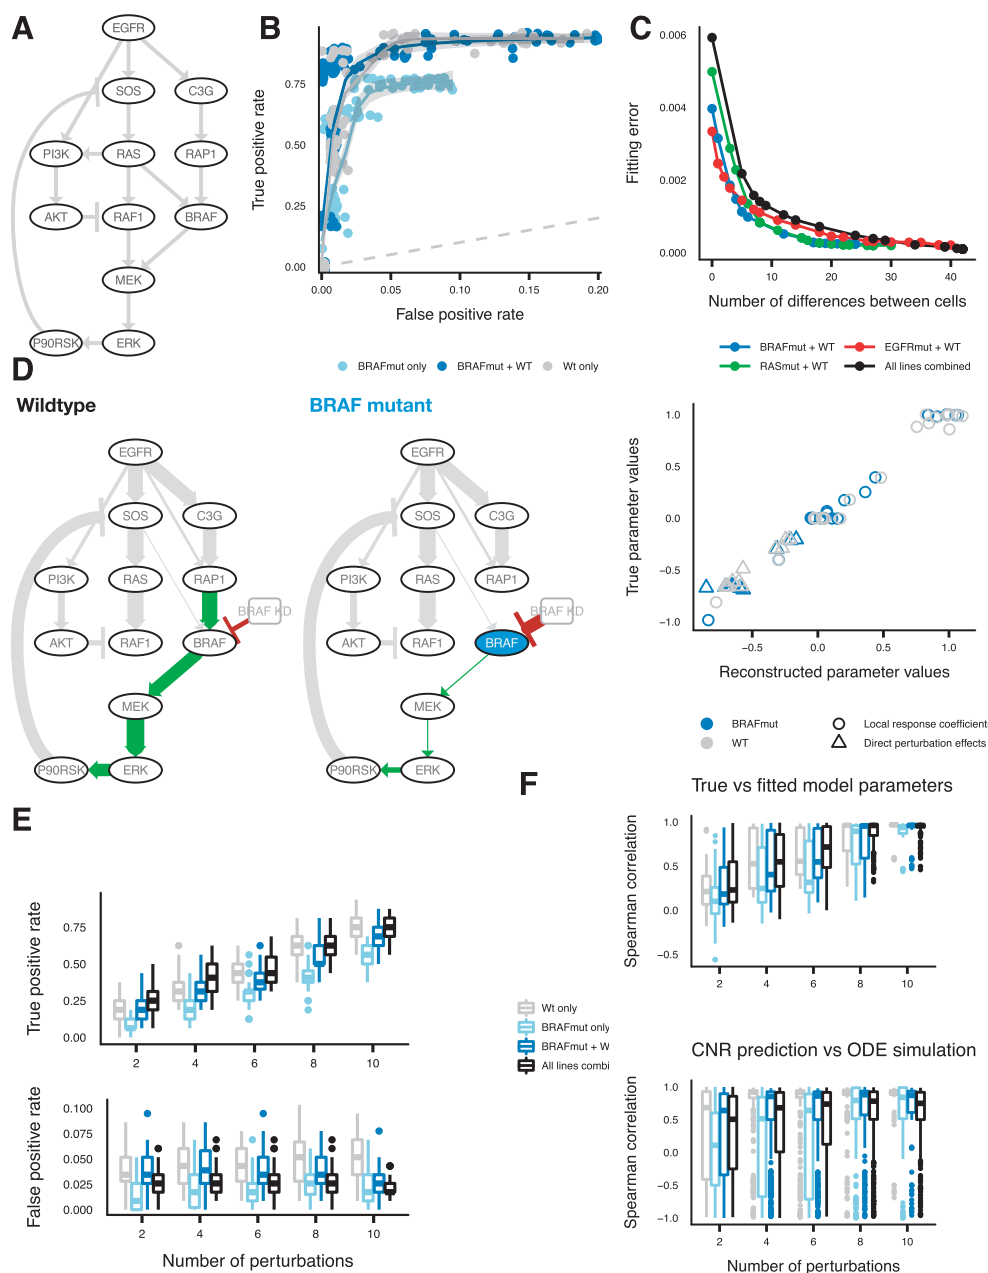 A
EGFR
SOS
C3G
PI3K
RAS
RAP1
AKT
RAF1
BRAF
MEK
P90RSK
ERK
B
True positive rate
0.75
0.50
0.25
0.00
0.00
0.05
0.10
0.15
0.20
False positive rate
BRAFmut only
BRAFmut + WT
Wt only
C
Fitting error
0.006
0.004
0.002
0.000
0
10
20
30
40
Number of differences between cells
BRAFmut + WT
EGFRmut + WT
RASmut + WT
All lines combined
D
Wildtype
EGFR
SOS
C3G
PI3K
RAS
RAP1
BRAF KD
AKT
RAF1
BRAF
MEK
P90RSK
ERK
BRAF mutant
EGFR
SOS
C3G
PI3K
RAS
RAP1
BRAF KD
AKT
RAF1
BRAF
MEK
P90RSK
ERK
True parameter values
1.0
0.5
0.0
−0.5
−1.0
−0.5
0.0
0.5
1.0
Reconstructed parameter values
BRAFmut
WT
Local response coefficient
Direct perturbation effects
E
True positive rate
0.75
0.50
0.25
0.00
2
4
6
8
10
False positive rate
0.100
0.075
0.050
0.025
0.000
2
4
6
8
10
Number of perturbations
Wt only
BRAFmut only
BRAFmut + W
All lines combi
F
True vs fitted model parameters
Spearman correlation
1.0
0.5
0.0
−0.5
2
4
6
8
10
CNR prediction vs ODE simulation
Spearman correlation
1.0
0.5
0.0
−0.5
−1.0
2
4
6
8
10
Number of perturbations